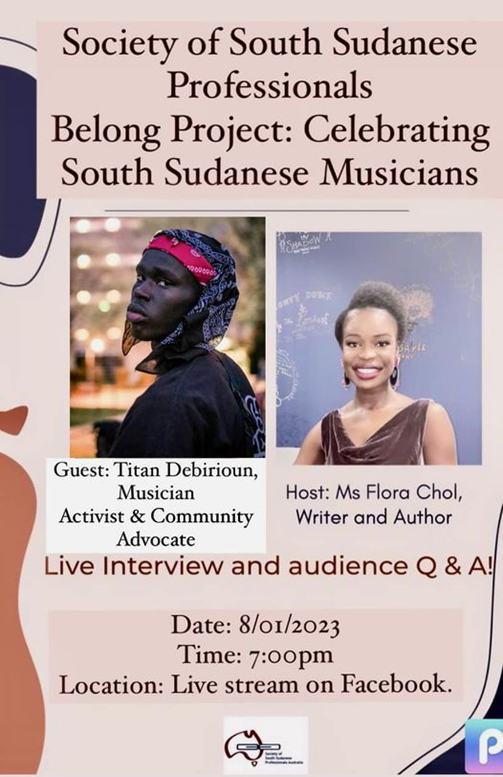 Society of South Sudanese
Professionals
Belong Project: Celebrating
South Sudanese Musicians
SHADOW A
Guest: Titan Debirioun,
Musician
Activist & Community
Advocate
Host: Ms Flora Chol,
Writer and Author
Live Interview and audience Q & A!
Date: 8/01/2023
Time: 7:00pm
Location: Live stream on Facebook.
Society of
South Sudanese
Professionals Australia
P